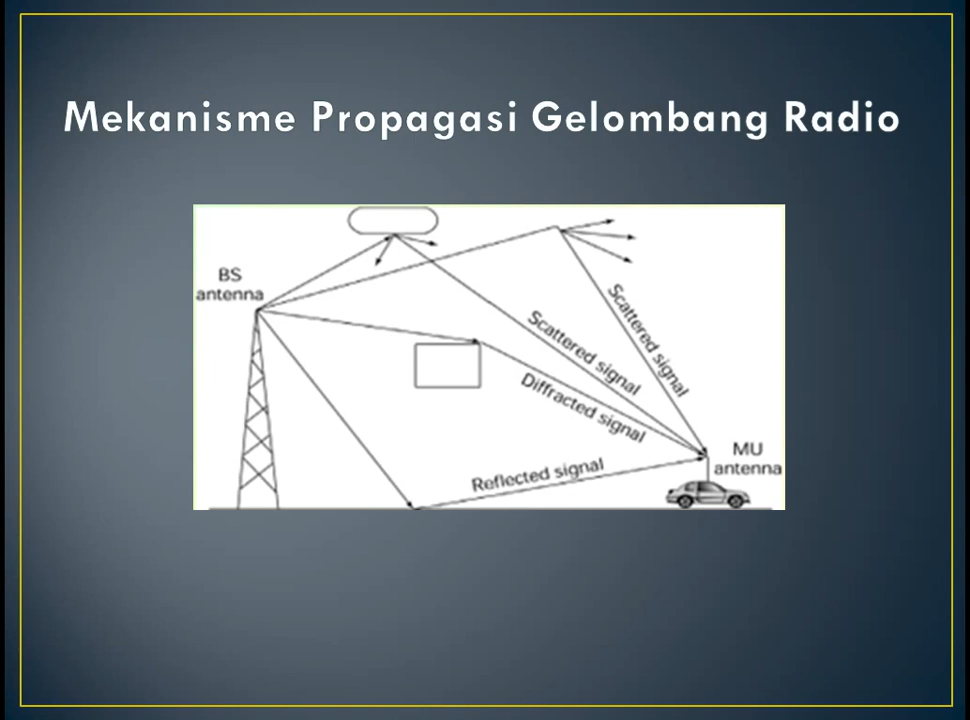 Mekanisme Propagasi Gelombang Radio
BS
antenna
Scattered signal
Scattered signal
Diffracted signal
Reflected signal
MU
antenna